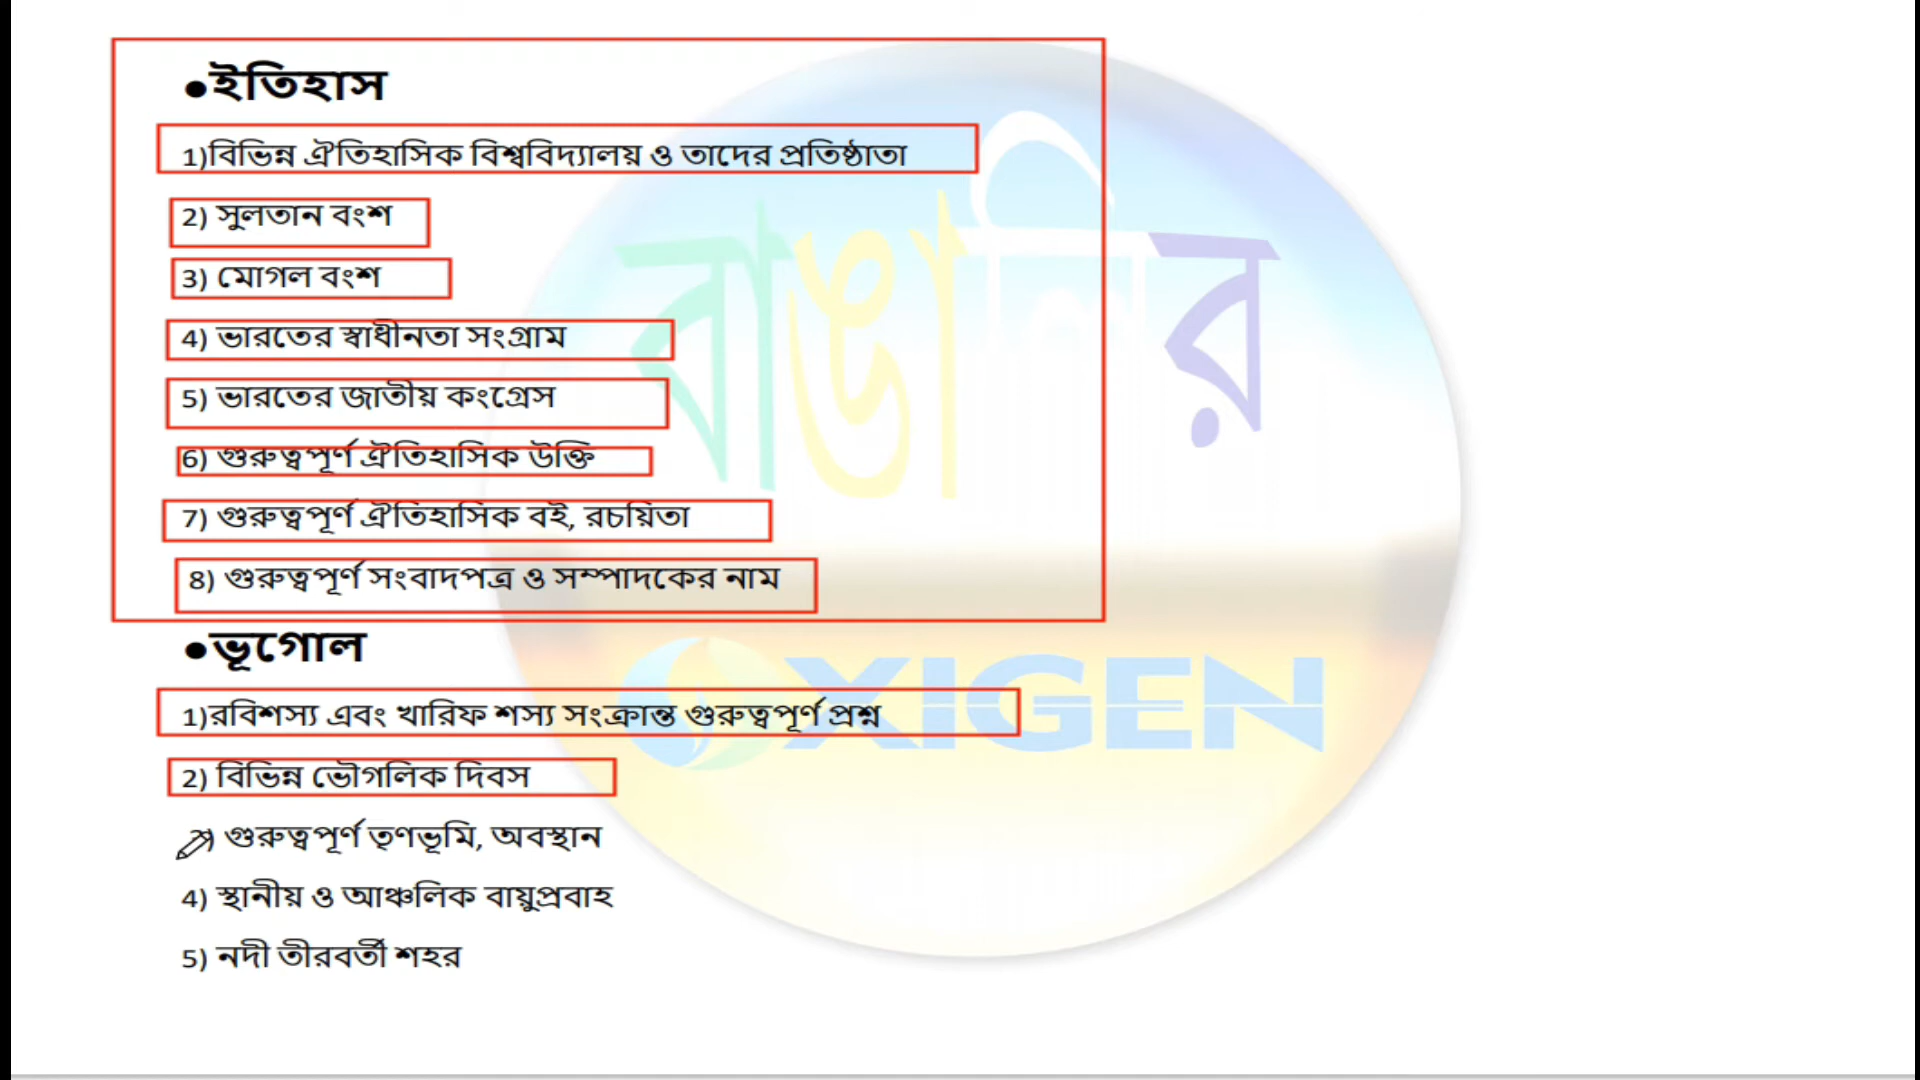 ●ইতিহাস
1)বিভিন্ন ঐতিহাসিক বিশ্ববিদ্যালয় ও তাদের প্রতিষ্ঠাতা
2) সুলতান বংশ
3) মোগল বংশ
4) ভারতের স্বাধীনতা সংগ্রাম
5) ভারতের জাতীয় কংগ্রেস
6) গুরুত্বপূর্ণ ঐতিহাসিক উক্তি
7) গুরুত্বপূর্ণ ঐতিহাসিক বই, রচয়িতা
8) গুরুত্বপূর্ণ সংবাদপত্র ও সম্পাদকের নাম
●ভূগোল
1)রবিশস্য এবং খারিফ শস্য সংক্রান্ত গুরুত্বপূর্ণ প্রশ্ন
2) বিভিন্ন ভৌগলিক দিবস
) গুরুত্বপূর্ণ তৃণভূমি, অবস্থান
4) স্থানীয় ও আঞ্চলিক বায়ুপ্রবাহ
5) নদী তীরবর্তী শহর
বাঙালির
OXIGEN